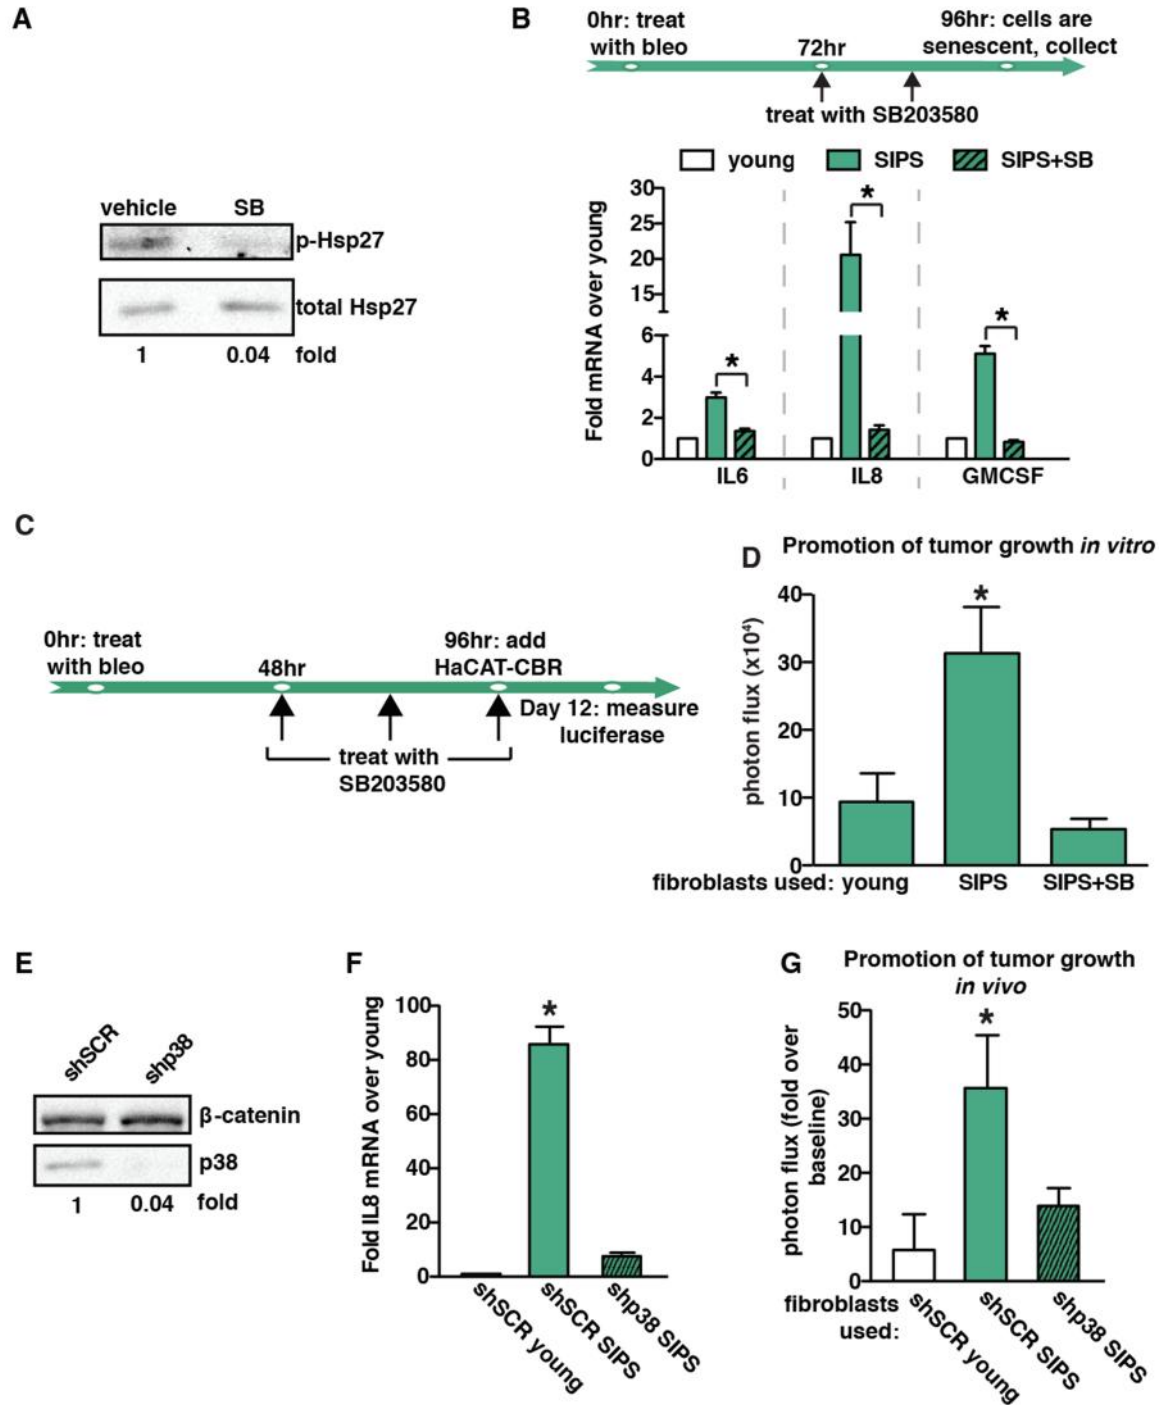 A
vehicle SB
p-Hsp27
total Hsp27
1 0.04 fold
B
0hr: treat
with bleo
72hr
96hr: cells are
senescent, collect
treat with SB203580
young SIPS SIPS+SB
Fold mRNA over young
30
25
20
15
6
4
2
0
*
*
*
IL6 IL8 GMCSF
C
0hr: treat
with bleo
48hr
96hr: add
HaCAT-CBR
Day 12: measure
luciferase
treat with
SB203580
D
Promotion of tumor growth in vitro
photon flux (x10⁴)
40
30
20
10
0
*
fibroblasts used: young SIPS SIPS+SB
E
shSCR shp38
β-catenin
p38
1 0.04 fold
F
Fold IL8 mRNA over young
100
80
60
40
20
0
*
shSCR young
shSCR SIPS
shp38 SIPS
G
Promotion of tumor growth
in vivo
photon flux (fold over
baseline)
50
40
30
20
10
0
*
fibroblasts
used:
shSCR young
shSCR SIPS
shp38 SIPS